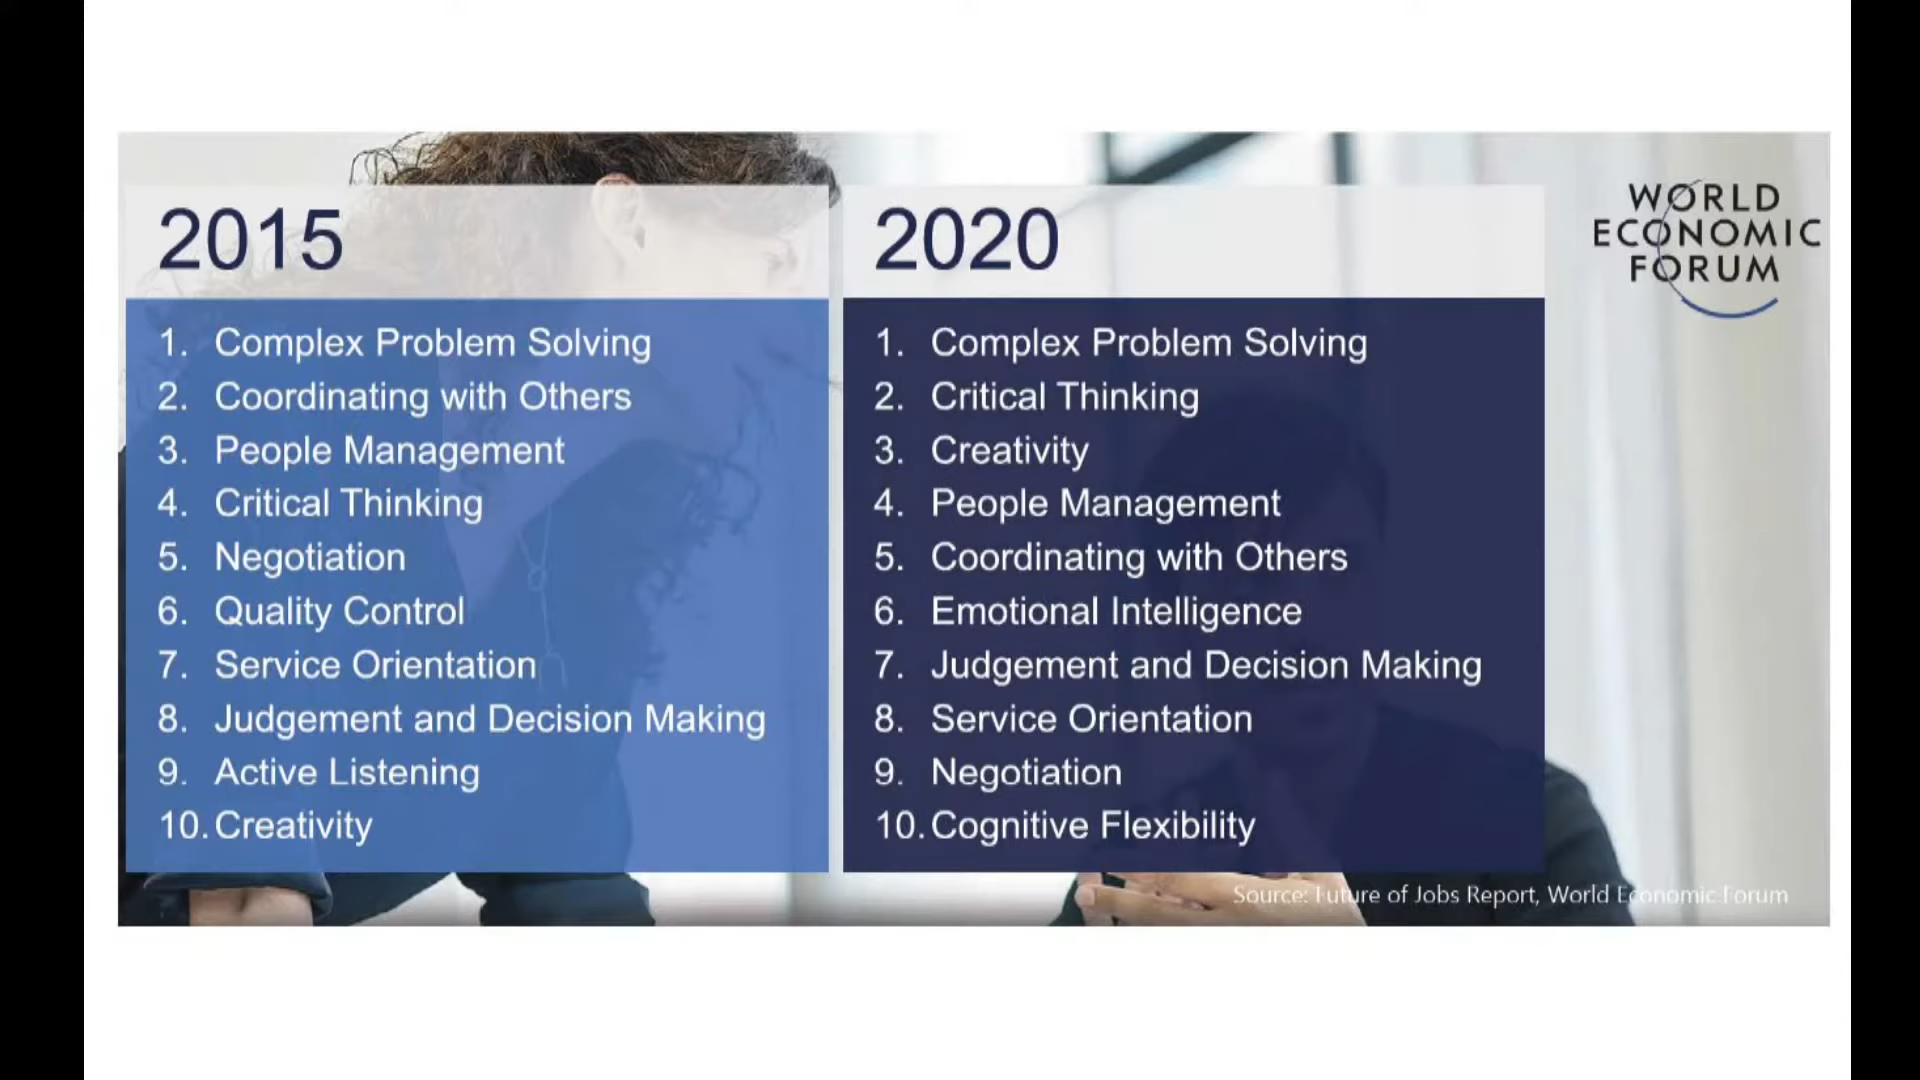 2015
1. Complex Problem Solving
2. Coordinating with Others
3. People Management
4. Critical Thinking
5. Negotiation
6. Quality Control
7. Service Orientation
8. Judgement and Decision Making
9. Active Listening
10. Creativity
2020
1. Complex Problem Solving
2. Critical Thinking
3. Creativity
4. People Management
5. Coordinating with Others
6. Emotional Intelligence
7. Judgement and Decision Making
8. Service Orientation
9. Negotiation
10. Cognitive Flexibility
WORLD
ECONOMIC
FORUM
Source: Future of Jobs Report, World Economic Forum